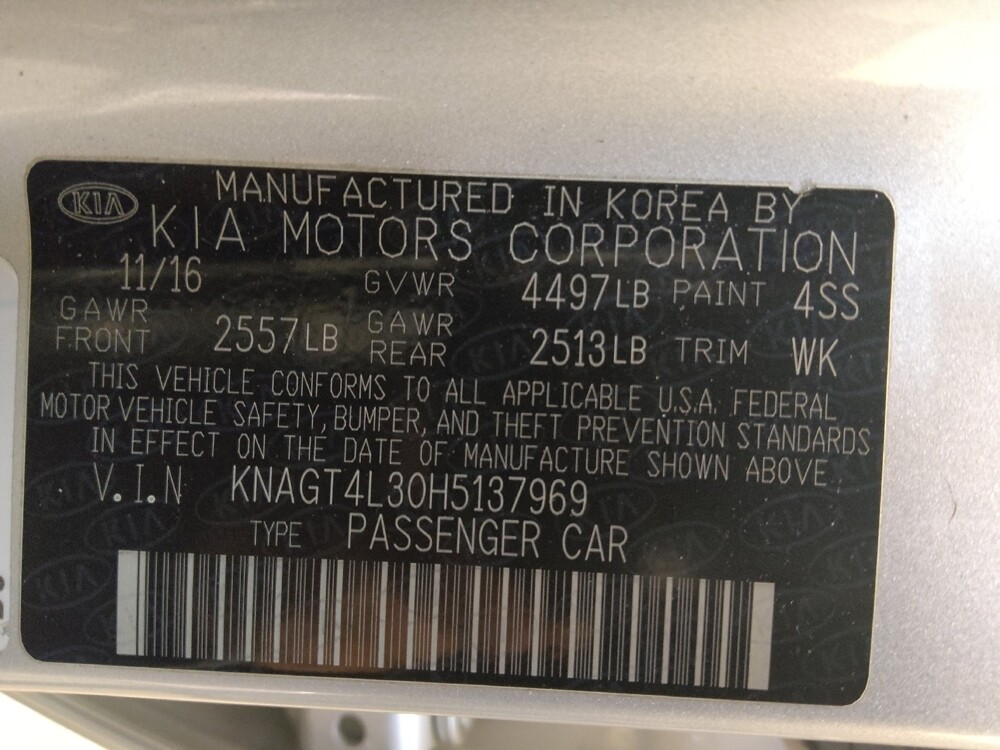 KIA
MANUFACTURED IN KOREA BY
KIA MOTORS CORPORATION
11/16 GVWR 4497LB PAINT 4SS
GAWR FRONT 2557LB GAWR REAR 2513LB TRIM WK
THIS VEHICLE CONFORMS TO ALL APPLICABLE U.S.A. FEDERAL
MOTOR VEHICLE SAFETY, BUMPER, AND THEFT PREVENTION STANDARDS
IN EFFECT ON THE DATE OF MANUFACTURE SHOWN ABOVE
V.I.N KNAGT4L30H5137969
TYPE PASSENGER CAR